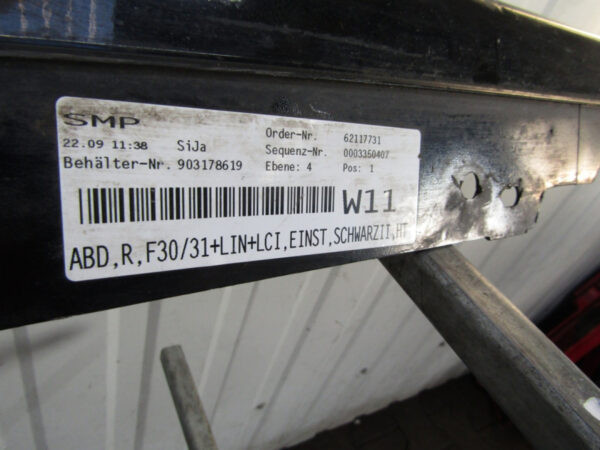 SMP
22.09 11:38 SiJa Order-Nr. 62117731
Sequenz-Nr. 0003350407
Behälter-Nr. 903178619 Ebene: 4 Pos: 1
W11
ABD,R,F30/31+LIN+LCI,EINST,SCHWARZII,HT